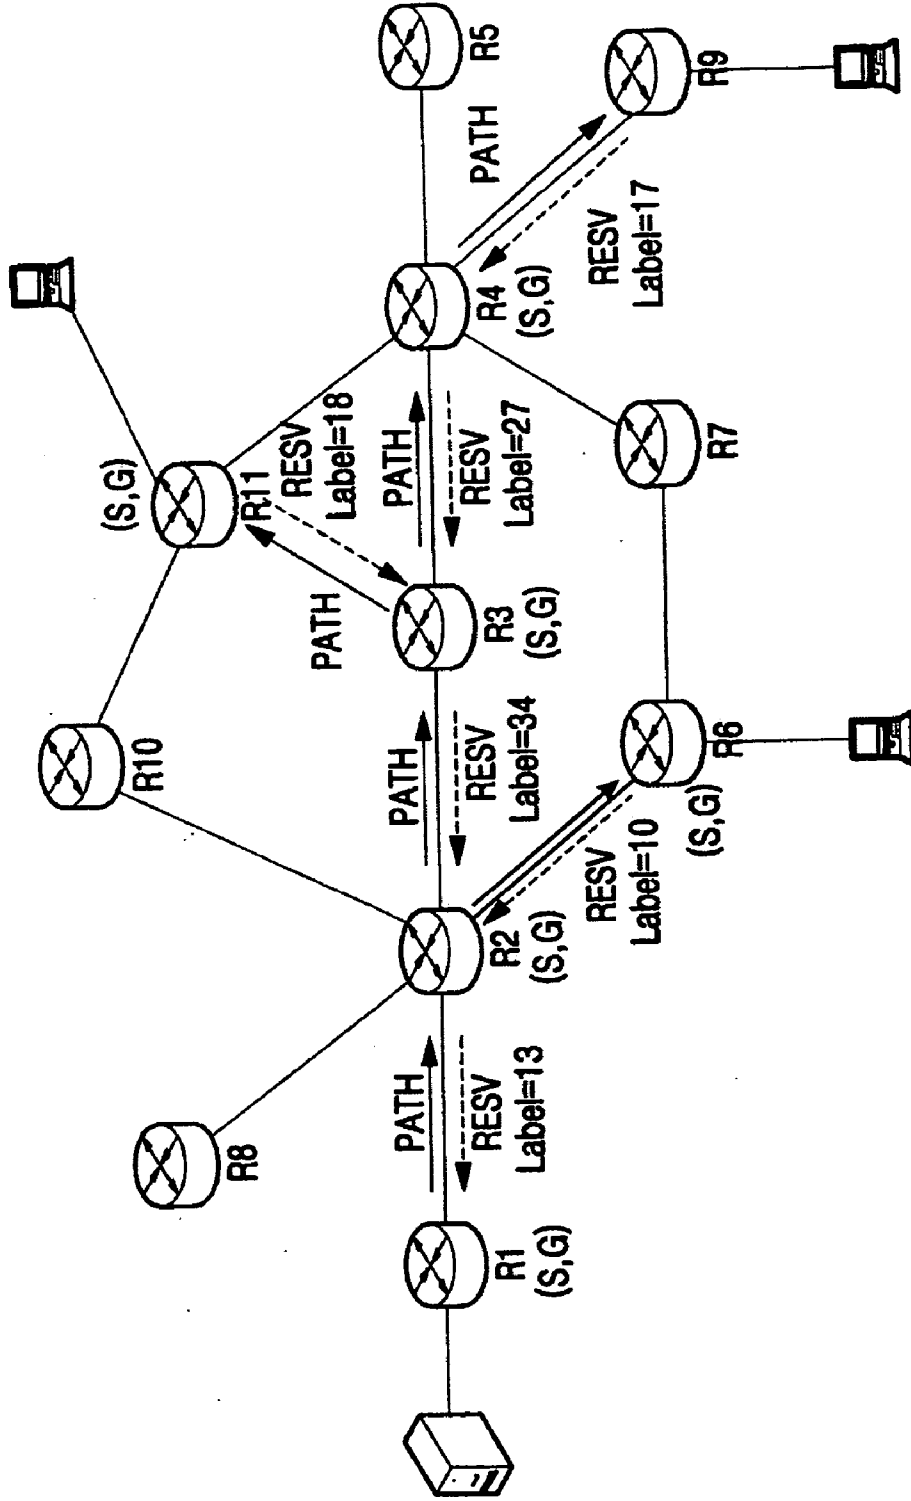 R5
R9
PATH
RESV
Label=17
R4
(S,G)
(S,G)
R11
RESV
Label=18
PATH
RESV
Label=27
R7
PATH
R3
(S,G)
R10
PATH
RESV
Label=34
R6
(S,G)
RESV
Label=10
R2
(S,G)
R8
PATH
RESV
Label=13
R1
(S,G)